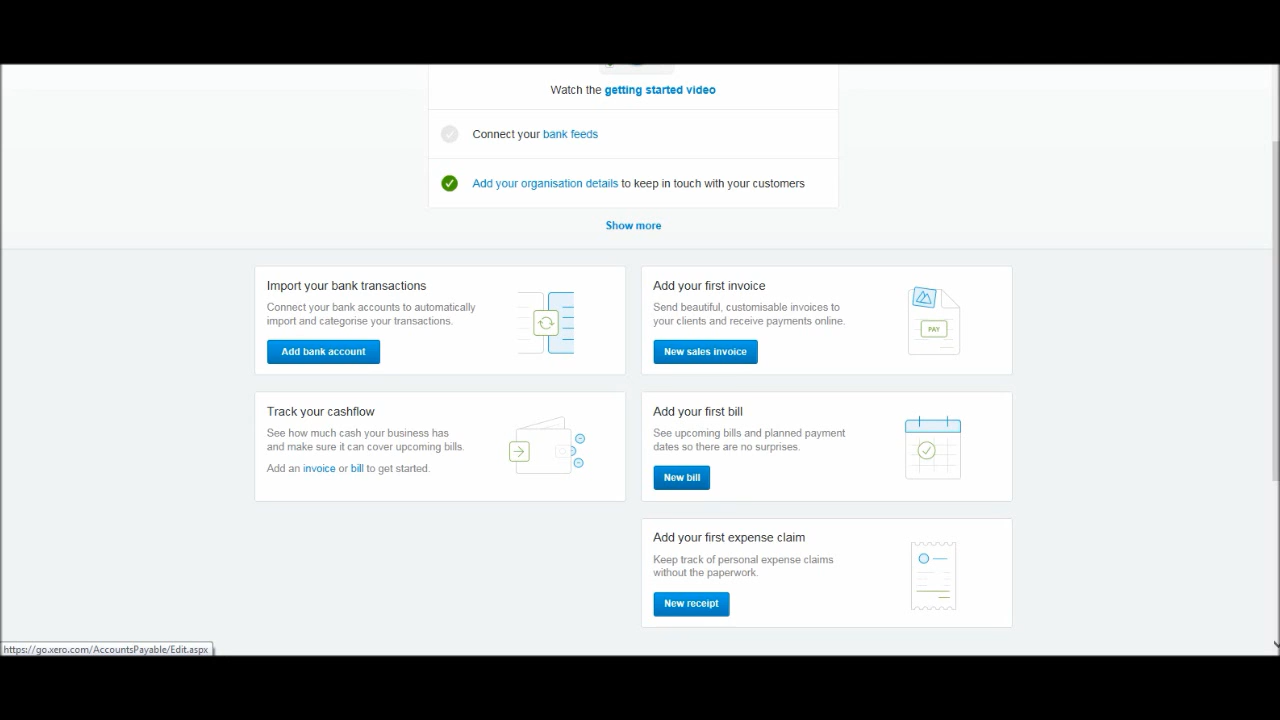 Watch the getting started video
Connect your bank feeds
Add your organisation details to keep in touch with your customers
Show more
Import your bank transactions
Connect your bank accounts to automatically
import and categorise your transactions.
Add bank account
Add your first invoice
Send beautiful, customisable invoices to
your clients and receive payments online.
New sales invoice
PAY
Track your cashflow
See how much cash your business has
and make sure it can cover upcoming bills.
Add an invoice or bill to get started.
Add your first bill
See upcoming bills and planned payment
dates so there are no surprises.
New bill
Add your first expense claim
Keep track of personal expense claims
without the paperwork.
New receipt
https://go.xero.com/AccountsPayable/Edit.aspx